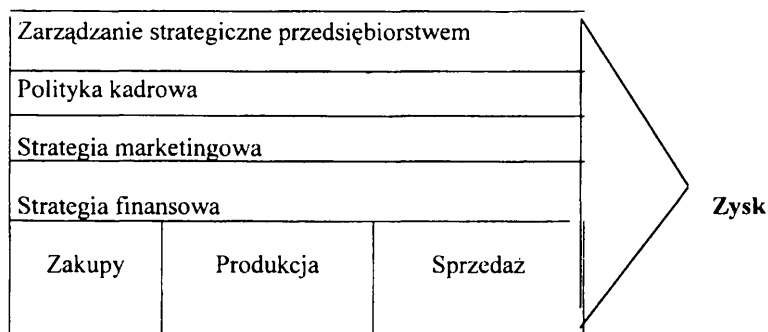 Zarządzanie strategiczne przedsiębiorstwem
Polityka kadrowa
Strategia marketingowa
Strategia finansowa
Zysk
Zakupy Produkcja Sprzedaż